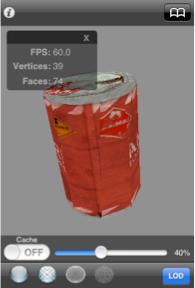 x
FPS: 60.0
Vertices: 39
Faces: 74
Cache
OFF
40%
LOD